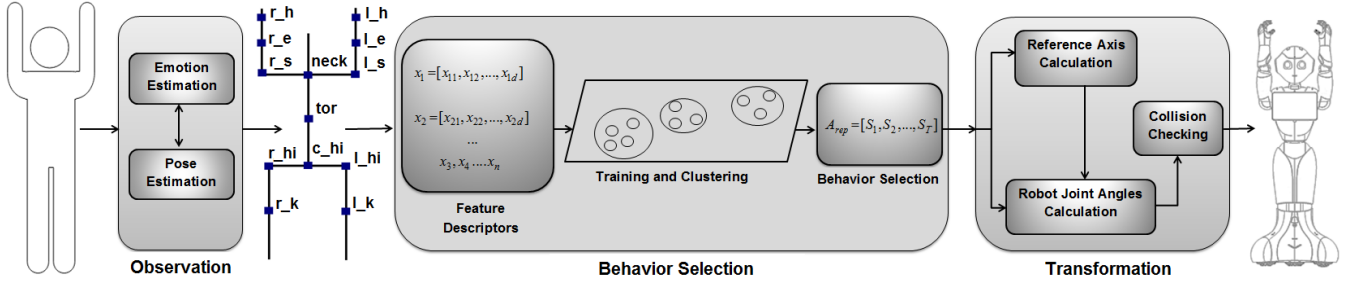 Emotion
Estimation
Pose
Estimation
Observation
r_h
l_h
r_e
l_e
r_s
neck
l_s
tor
r_hi
c_hi
l_hi
r_k
l_k
x₁ =[x₁₁, x₁₂,..., x₁d]
x₂ =[x₂₁, x₂₂,..., x₂d]
...
x₃, x₄ ....xₙ
Feature
Descriptors
Training and Clustering
A_rep =[S₁, S₂,..., S_T]
Behavior Selection
Behavior Selection
Reference Axis
Calculation
Collision
Checking
Robot Joint Angles
Calculation
Transformation